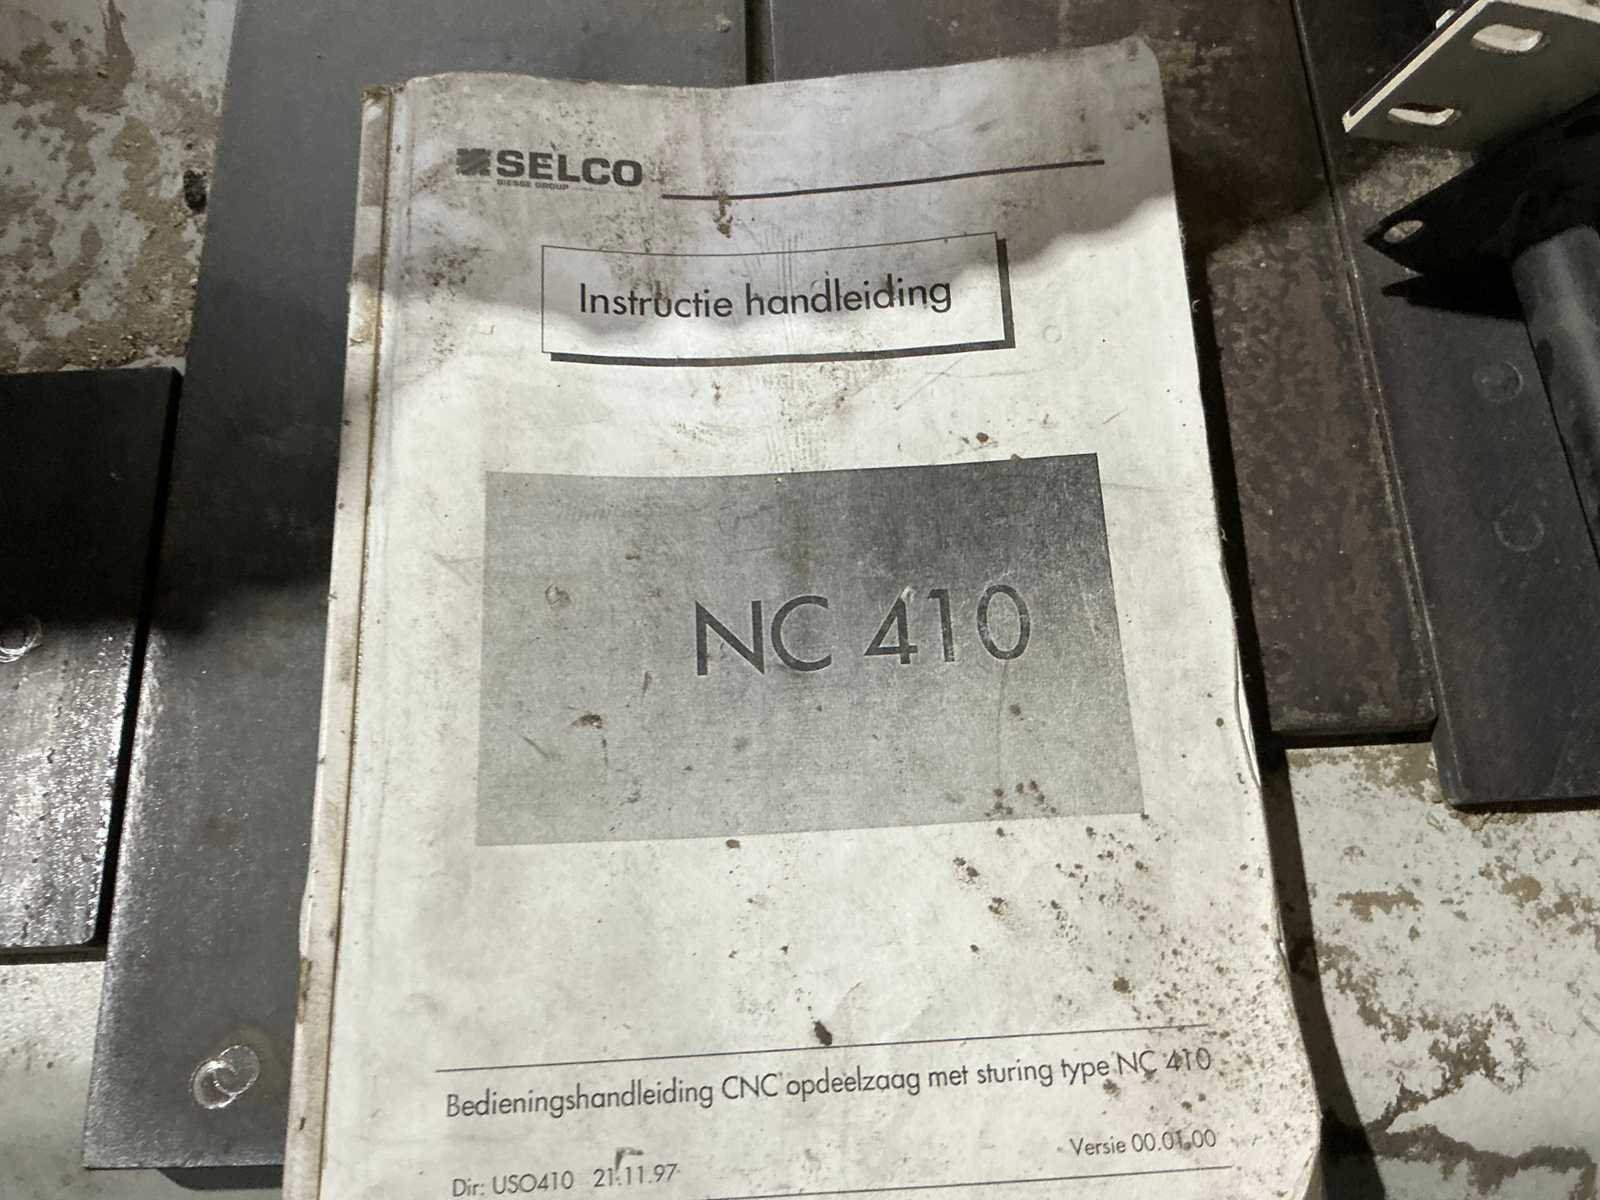 SELCO
BIESSE GROUP
Instructie handleiding
NC 410
Bedieningshandleiding CNC opdeelzaag met sturing type NC 410
Versie 00.01.00
Dir: USO410 21.11.97